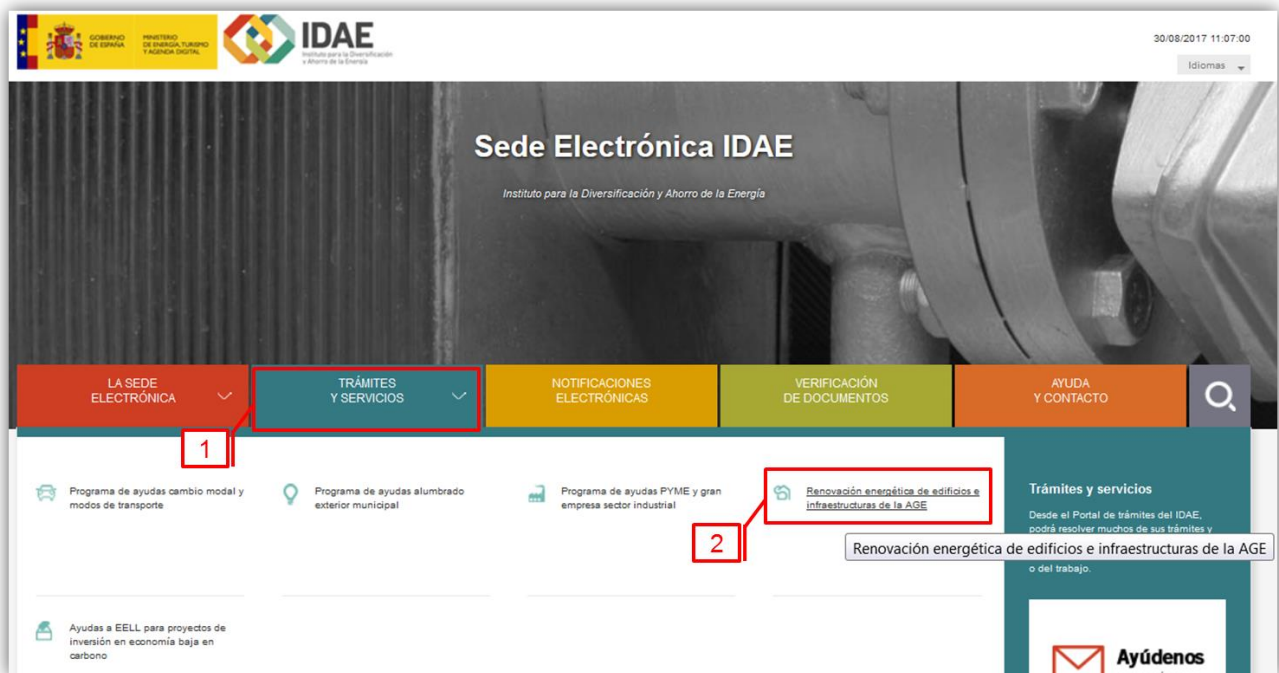 GOBIERNO
DE ESPAÑA
MINISTERIO
DE ENERGÍA, TURISMO
Y AGENDA DIGITAL
IDAE
Instituto para la Diversificación
y Ahorro de la Energía
30/08/2017 11:07:00
Idiomas
Sede Electrónica IDAE
Instituto para la Diversificación y Ahorro de la Energía
LA SEDE
ELECTRÓNICA
TRÁMITES
Y SERVICIOS
NOTIFICACIONES
ELECTRÓNICAS
VERIFICACIÓN
DE DOCUMENTOS
AYUDA
Y CONTACTO
1
Programa de ayudas cambio modal y
modos de transporte
Programa de ayudas alumbrado
exterior municipal
Programa de ayudas PYME y gran
empresa sector industrial
Renovación energética de edificios e
infraestructuras de la AGE
2
Renovación energética de edificios e infraestructuras de la AGE
Trámites y servicios
Desde el Portal de trámites del IDAE,
podrá resolver muchos de sus trámites y
o del trabajo.
Ayudas a EELL para proyectos de
inversión en economía baja en
carbono
Ayúdenos